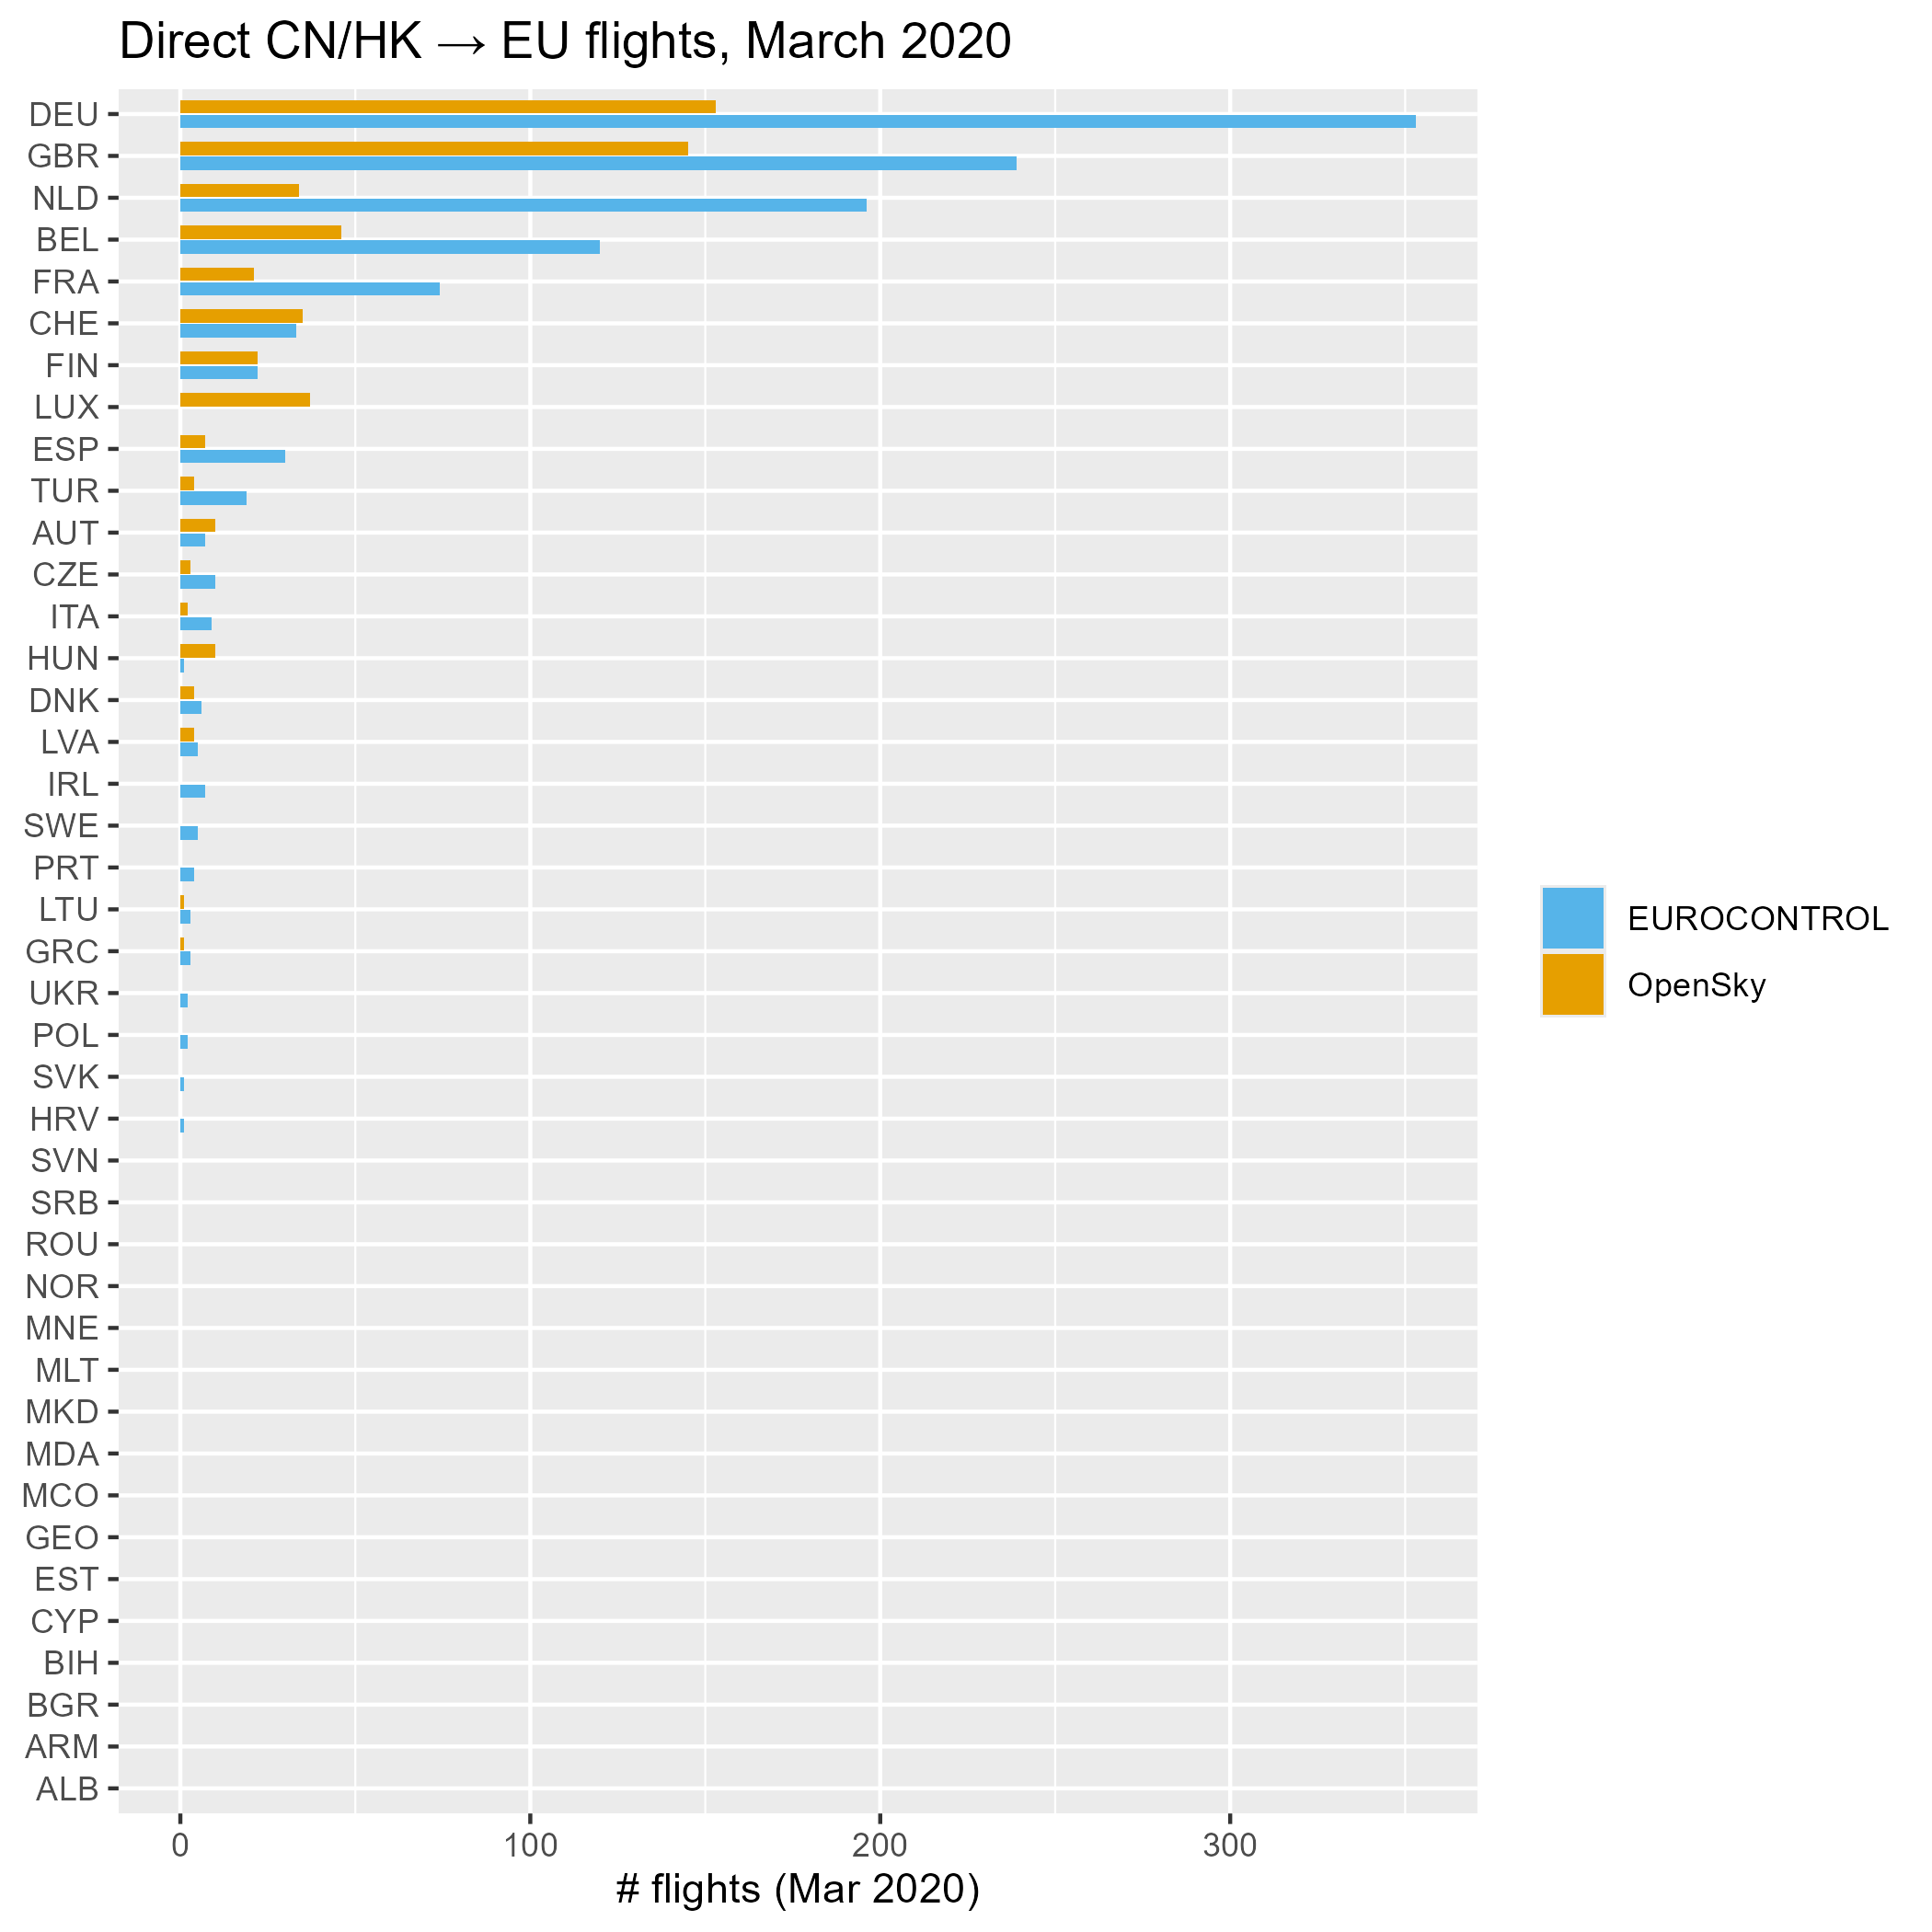 Direct CN/HK → EU flights, March 2020
DEU
GBR
NLD
BEL
FRA
CHE
FIN
LUX
ESP
TUR
AUT
CZE
ITA
HUN
DNK
LVA
IRL
SWE
PRT
LTU
GRC
UKR
POL
SVK
HRV
SVN
SRB
ROU
NOR
MNE
MLT
MKD
MDA
MCO
GEO
EST
CYP
BIH
BGR
ARM
ALB
0 100 200 300
# flights (Mar 2020)
EUROCONTROL
OpenSky